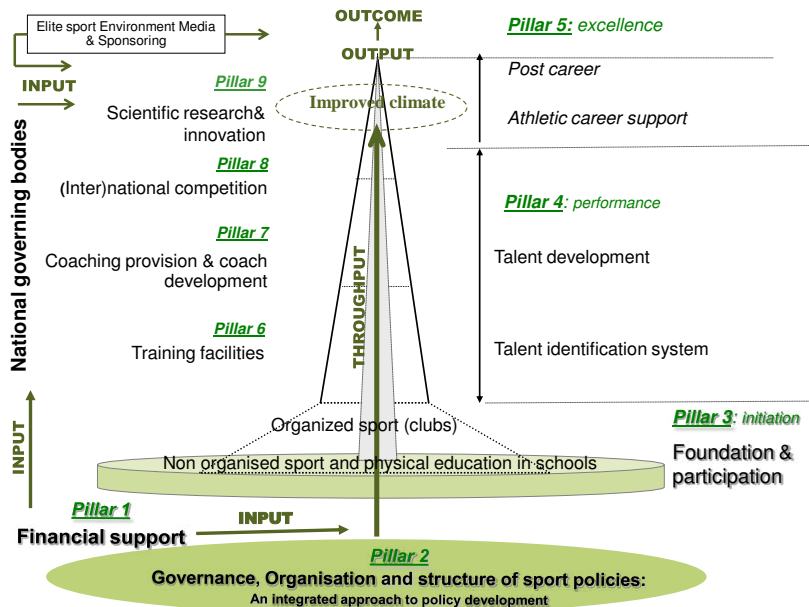 Elite sport Environment Media
& Sponsoring
OUTCOME
OUTPUT
Pillar 5: excellence
Post career
Athletic career support
INPUT
Pillar 9
Scientific research&
innovation
Improved climate
Pillar 8
(Inter)national competition
Pillar 4: performance
Pillar 7
Coaching provision & coach
development
Talent development
Pillar 6
Training facilities
Talent identification system
National governing bodies
THROUGHPUT
INPUT
Organized sport (clubs)
Non organised sport and physical education in schools
Pillar 3: initiation
Foundation &
participation
Pillar 1
Financial support
INPUT
Pillar 2
Governance, Organisation and structure of sport policies:
An integrated approach to policy development